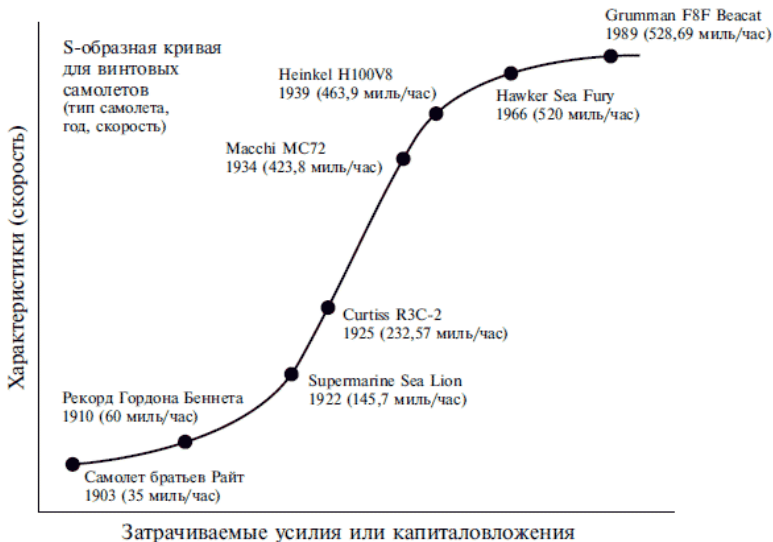 Grumman F8F Beacat
1989 (528,69 миль/час)
S-образная кривая
для винтовых
самолетов
(тип самолета,
год, скорость)
Heinkel H100V8
1939 (463,9 миль/час)
Hawker Sea Fury
1966 (520 миль/час)
Macchi MC72
1934 (423,8 миль/час)
Характеристики (скорость)
Curtiss R3C-2
1925 (232,57 миль/час)
Supermarine Sea Lion
1922 (145,7 миль/час)
Рекорд Гордона Беннета
1910 (60 миль/час)
Самолет братьев Райт
1903 (35 миль/час)
Затрачиваемые усилия или капиталовложения